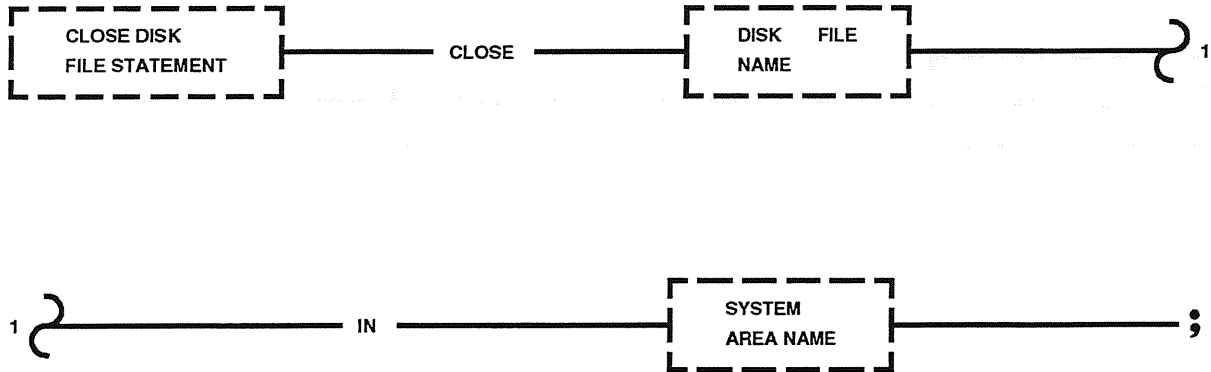 CLOSE DISK
FILE STATEMENT
CLOSE
DISK FILE
NAME
1
1
IN
SYSTEM
AREA NAME
;